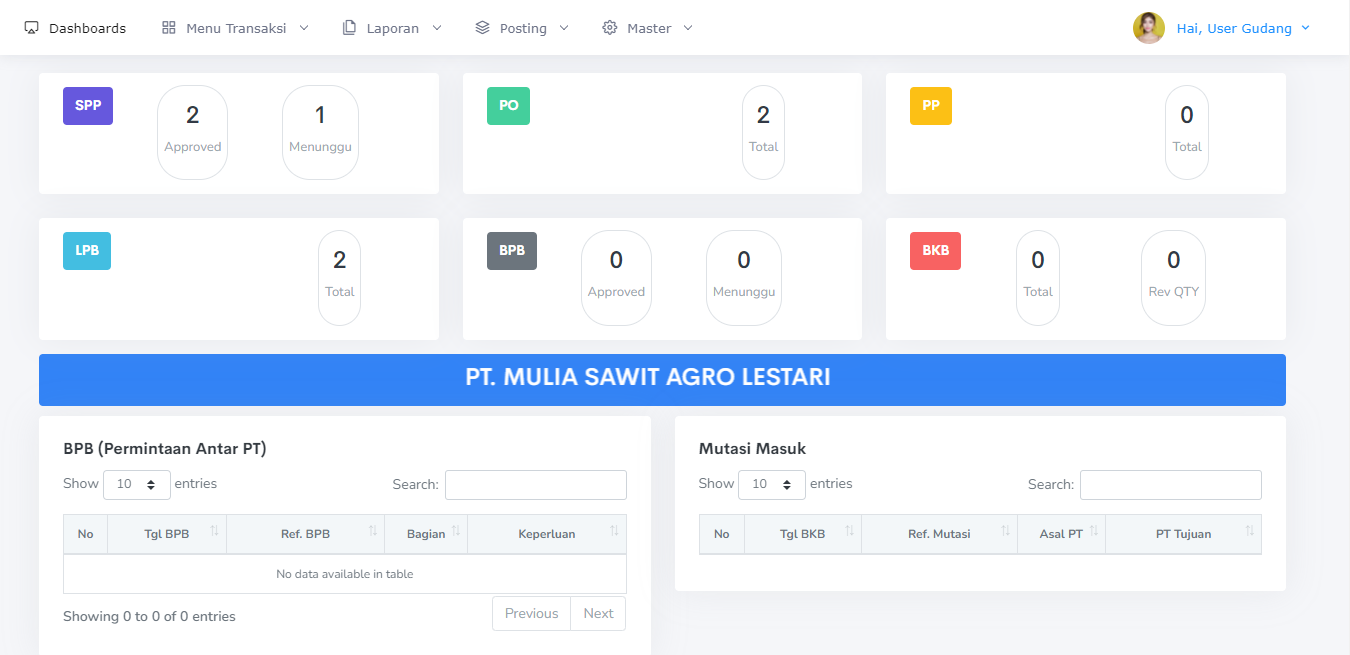 Dashboards Menu Transaksi Laporan Posting Master Hai, User Gudang
SPP 2 Approved 1 Menunggu
PO 2 Total
PP 0 Total
LPB 2 Total
BPB 0 Approved 0 Menunggu
BKB 0 Total 0 Rev QTY
PT. MULIA SAWIT AGRO LESTARI
BPB (Permintaan Antar PT)
Show 10 entries Search:
No Tgl BPB Ref. BPB Bagian Keperluan
No data available in table
Showing 0 to 0 of 0 entries Previous Next
Mutasi Masuk
Show 10 entries Search:
No Tgl BKB Ref. Mutasi Asal PT PT Tujuan